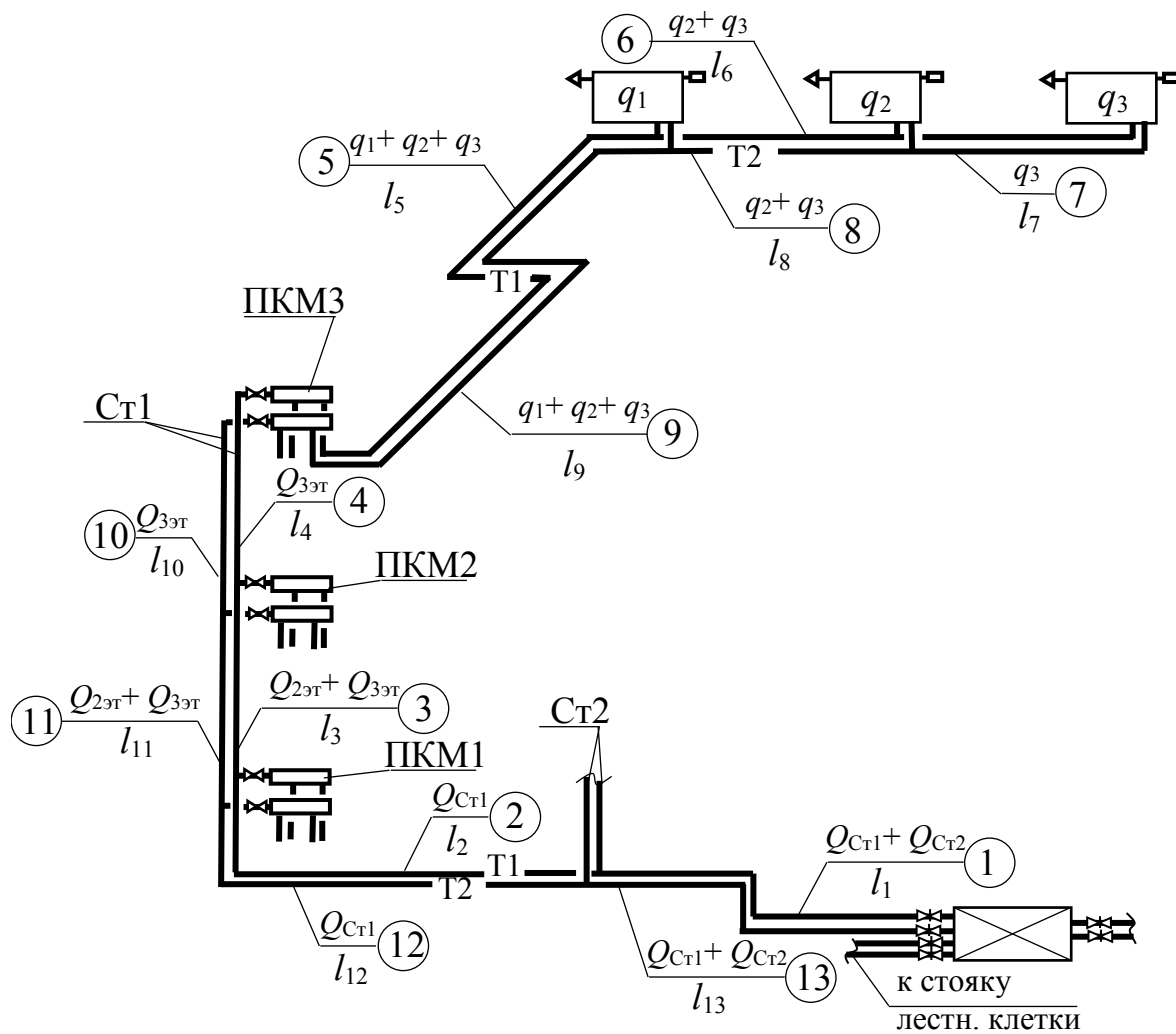 6 q2+ q3
l6
q1
q2
q3
5 q1+ q2+ q3
l5
T2
q3 7
l7
q2+ q3 8
l8
T1
ПКМ3
Ст1
q1+ q2+ q3 9
l9
Q3эт 4
l4
10 Q3эт
l10
ПКМ2
11 Q2эт+ Q3эт
l11
Q2эт+ Q3эт 3
l3
Ст2
ПКМ1
QСт1 2
l2
T1
T2
QСт1+ QСт2 1
l1
QСт1 12
l12
QСт1+ QСт2 13
l13
к стояку
лестн. клетки